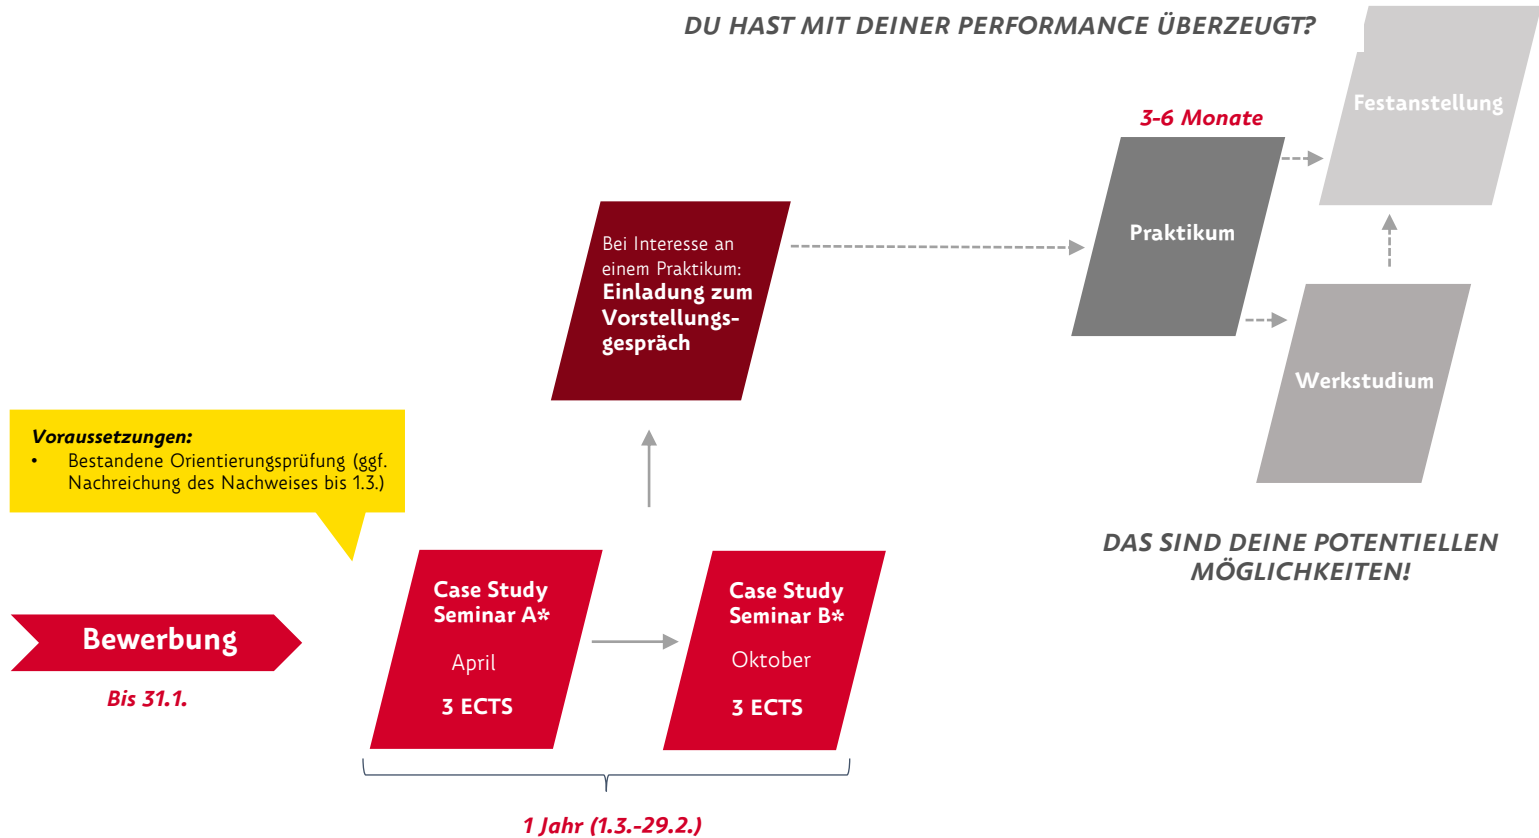 DU HAST MIT DEINER PERFORMANCE ÜBERZEUGT?
Festanstellung
3-6 Monate
Praktikum
Bei Interesse an
einem Praktikum:
Einladung zum
Vorstellungs-
gespräch
Werkstudium
Voraussetzungen:
• Bestandene Orientierungsprüfung (ggf.
Nachreichung des Nachweises bis 1.3.)
DAS SIND DEINE POTENTIELLEN
MÖGLICHKEITEN!
Bewerbung
Bis 31.1.
Case Study
Seminar A*
April
3 ECTS
Case Study
Seminar B*
Oktober
3 ECTS
1 Jahr (1.3.-29.2.)